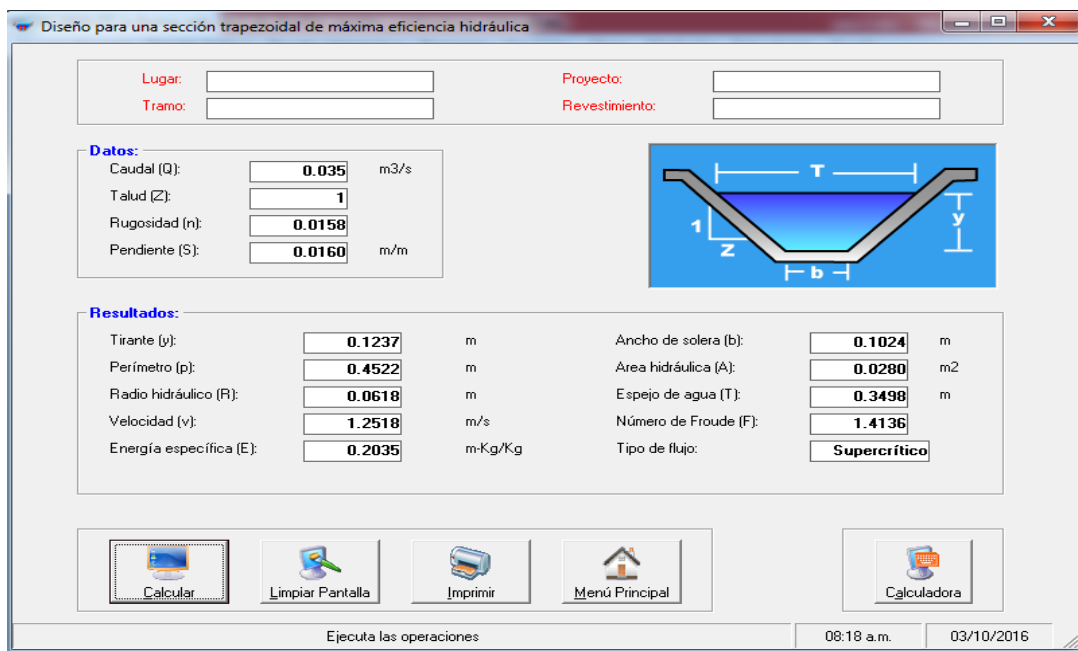 Diseño para una sección trapezoidal de máxima eficiencia hidráulica
Lugar: Proyecto:
Tramo: Revestimiento:
Datos:
Caudal (Q): 0.035 m3/s
Talud (Z): 1
Rugosidad (n): 0.0158
Pendiente (S): 0.0160 m/m
T
1
Z
y
b
Resultados:
Tirante (y): 0.1237 m Ancho de solera (b): 0.1024 m
Perímetro (p): 0.4522 m Area hidráulica (A): 0.0280 m2
Radio hidráulico (R): 0.0618 m Espejo de agua (T): 0.3498 m
Velocidad (v): 1.2518 m/s Número de Froude (F): 1.4136
Energía específica (E): 0.2035 m-Kg/Kg Tipo de flujo: Supercrítico
Calcular Limpiar Pantalla Imprimir Menú Principal Calculadora
Ejecuta las operaciones 08:18 a.m. 03/10/2016